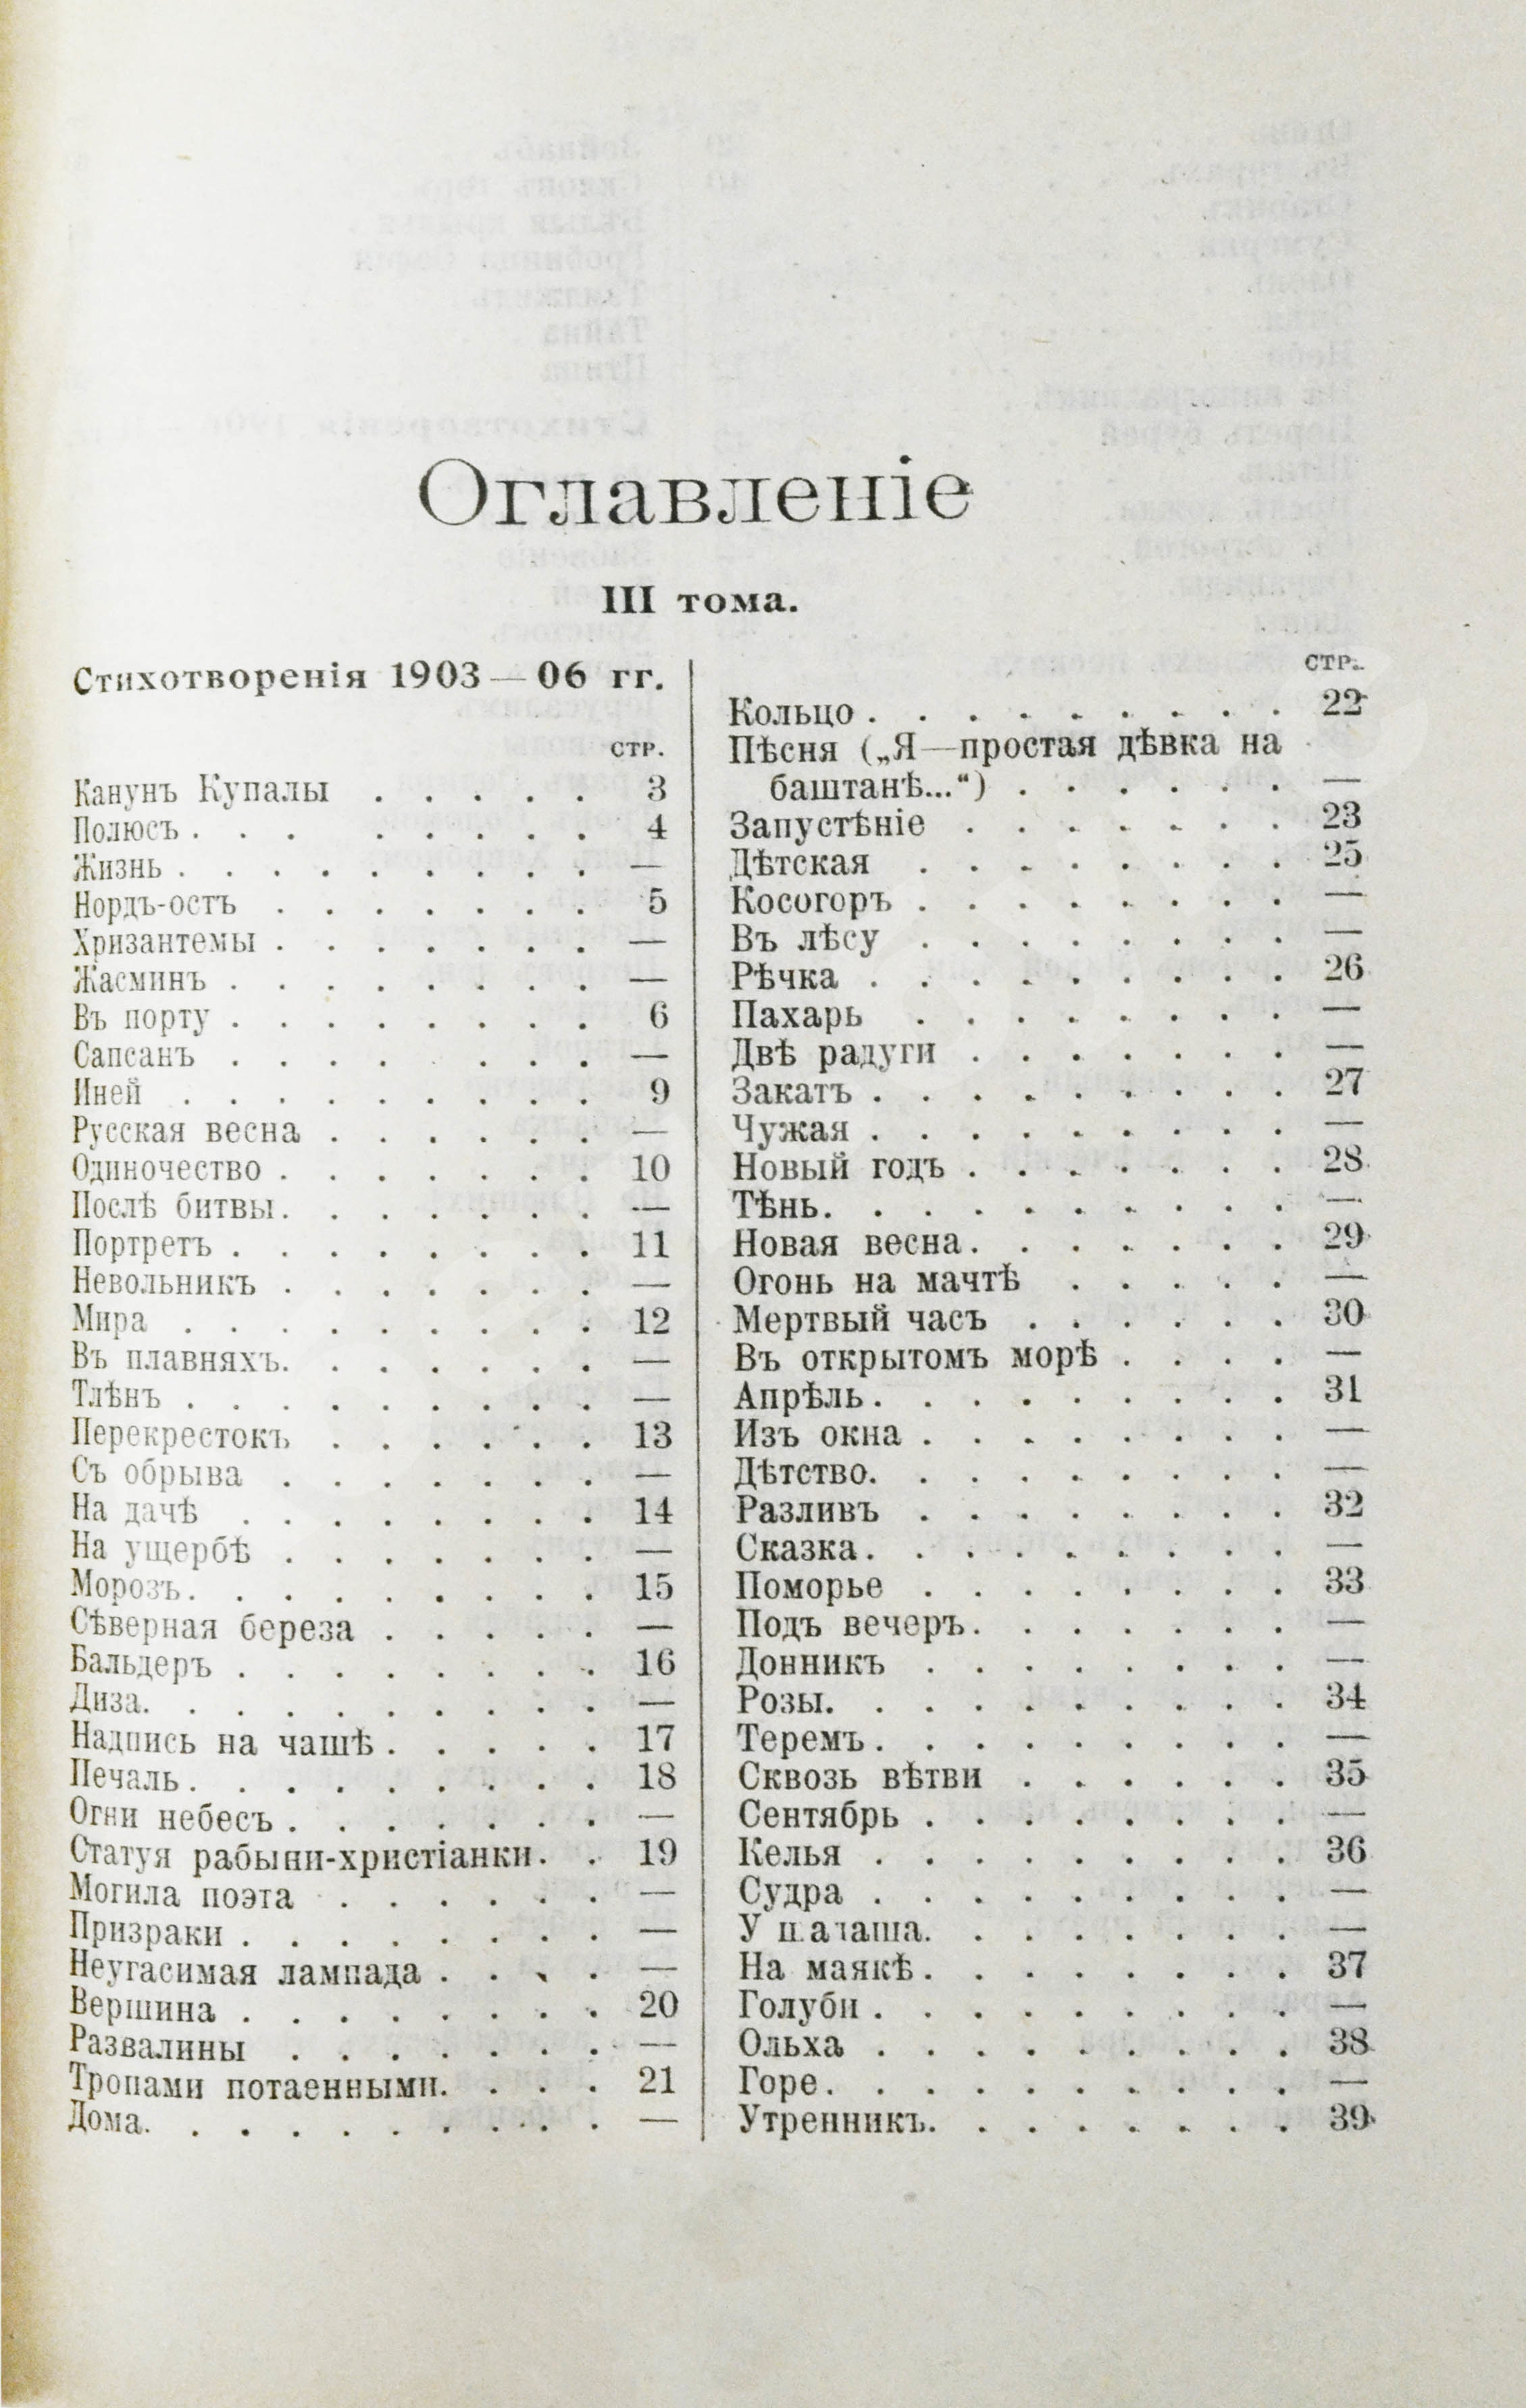 Оглавленіе
III тома.
Стихотворенія 1903—06 гг.
СТР.
Канунъ Купалы . . . . . 3
Полюсъ . . . . . . . . 4
Жизнь . . . . . . . . . —
Нордъ-остъ . . . . . . . 5
Хризантемы . . . . . . . —
Жасминъ . . . . . . . . —
Въ порту . . . . . . . . 6
Сапсанъ . . . . . . . —
Иней . . . . . . . . . 9
Русская весна . . . . . . —
Одиночество . . . . . . . 10
Послѣ битвы. . . . . . . —
Портретъ . . . . . . . . 11
Невольникъ . . . . . . . —
Мира . . . . . . . . . 12
Въ плавняхъ. . . . . . . —
Тлѣнъ . . . . . . . . . —
Перекрестокъ . . . . . . 13
Съ обрыва . . . . . . . —
На дачѣ . . . . . . . . 14
На ущербѣ . . . . . . . —
Морозъ. . . . . . . . . 15
Сѣверная береза . . . . . —
Бальдеръ . . . . . . . . 16
Диза. . . . . . . . . . —
Надпись на чашѣ . . . . . 17
Печаль . . . . . . . . . 18
Огни небесъ . . . . . . . —
Статуя рабыни-христіанки. . 19
Могила поэта . . . . . . —
Призраки . . . . . . . . —
Неугасимая лампада . . . . —
Вершина . . . . . . . . 20
Развалины . . . . . . . —
Тропами потаенными. . . . 21
Дома. . . . . . . . . . —
СТР.
Кольцо . . . . . . . . . 22
Пѣсня („Я—простая дѣвка на
баштанѣ...“) . . . . . . —
Запустѣніе . . . . . . . 23
Дѣтская . . . . . . . . 25
Косогоръ . . . . . . . . —
Въ лѣсу . . . . . . . . —
Рѣчка . . . . . . . . . 26
Пахарь . . . . . . . . —
Двѣ радуги . . . . . . . —
Закатъ . . . . . . . . . 27
Чужая . . . . . . . . . —
Новый годъ . . . . . . . 28
Тѣнь. . . . . . . . . . —
Новая весна. . . . . . . 29
Огонь на мачтѣ . . . . . —
Мертвый часъ . . . . . . 30
Въ открытомъ морѣ . . . . —
Апрѣль. . . . . . . . . 31
Изъ окна . . . . . . . . —
Дѣтство. . . . . . . . . —
Разливъ . . . . . . . . 32
Сказка. . . . . . . . . —
Поморье . . . . . . . . 33
Подъ вечеръ. . . . . . . —
Донникъ . . . . . . . . —
Розы. . . . . . . . . . 34
Теремъ . . . . . . . . . —
Сквозь вѣтви . . . . . . 35
Сентябрь . . . . . . . . —
Келья . . . . . . . . . 36
Судра . . . . . . . . . —
У шалаша. . . . . . . . —
На маякѣ. . . . . . . . 37
Голуби . . . . . . . . . —
Ольха . . . . . . . . . 38
Горе. . . . . . . . . . —
Утренникъ. . . . . . . . 39